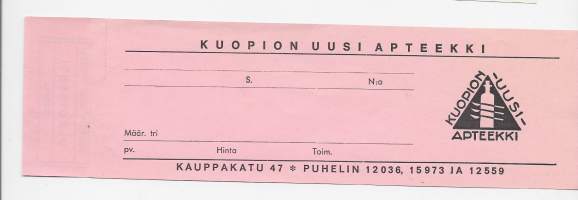 KUOPION UUSI APTEEKKI
S. N:o
KUOPION UUSI-
APTEEKKI
Määr. tri
pv. Hinta Toim.
KAUPPAKATU 47 * PUHELIN 12036, 15973 JA 12559